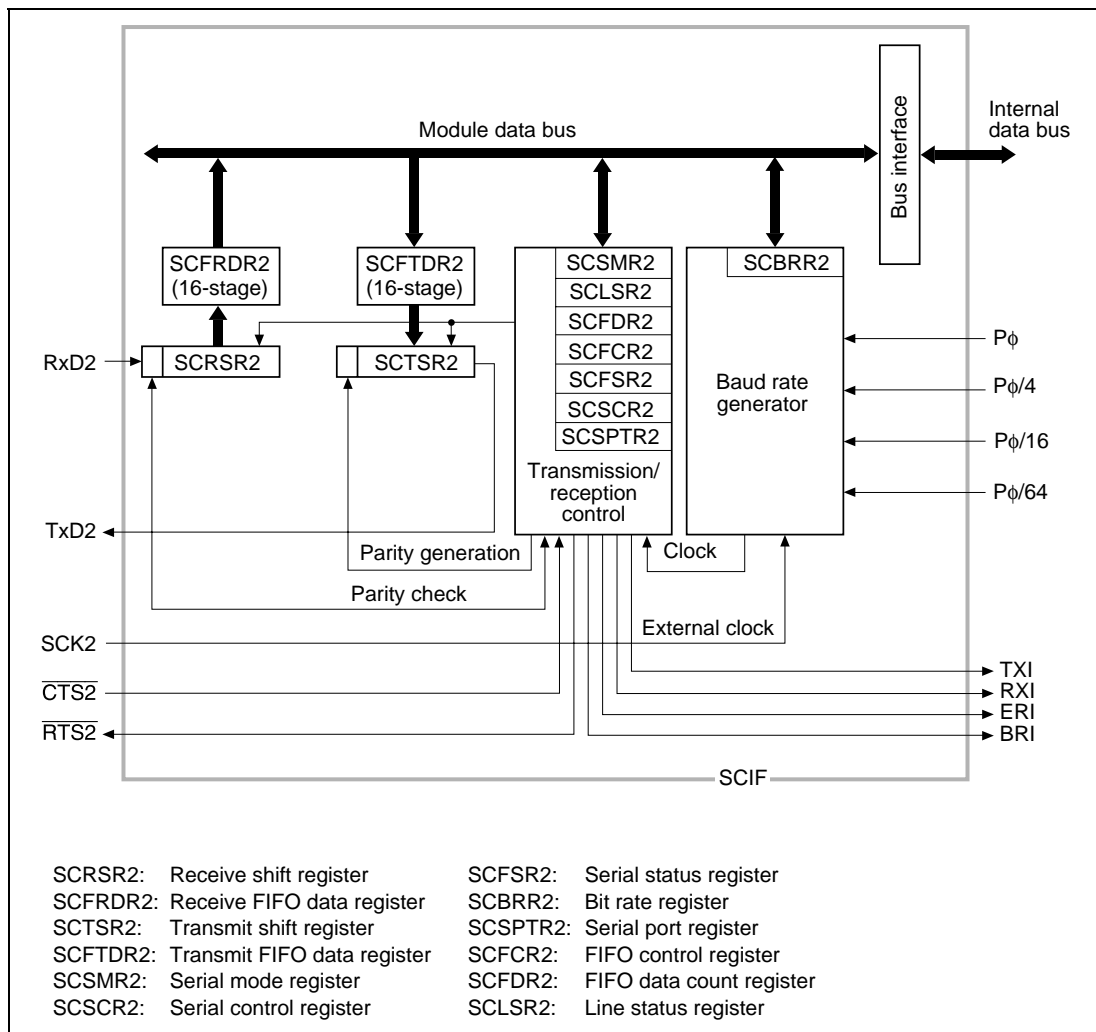 Module data bus
Bus interface
Internal
data bus
SCFRDR2
(16-stage)
SCFTDR2
(16-stage)
SCSMR2
SCLSR2
SCFDR2
SCFCR2
SCFSR2
SCSCR2
SCSPTR2
Transmission/
reception
control
SCBRR2
Baud rate
generator
RxD2
SCRSR2
SCTSR2
Pϕ
Pϕ/4
Pϕ/16
Pϕ/64
TxD2
Parity generation
Clock
Parity check
SCK2
External clock
CTS2
RTS2
TXI
RXI
ERI
BRI
SCIF
SCRSR2: Receive shift register
SCFRDR2: Receive FIFO data register
SCTSR2: Transmit shift register
SCFTDR2: Transmit FIFO data register
SCSMR2: Serial mode register
SCSCR2: Serial control register
SCFSR2: Serial status register
SCBRR2: Bit rate register
SCSPTR2: Serial port register
SCFCR2: FIFO control register
SCFDR2: FIFO data count register
SCLSR2: Line status register